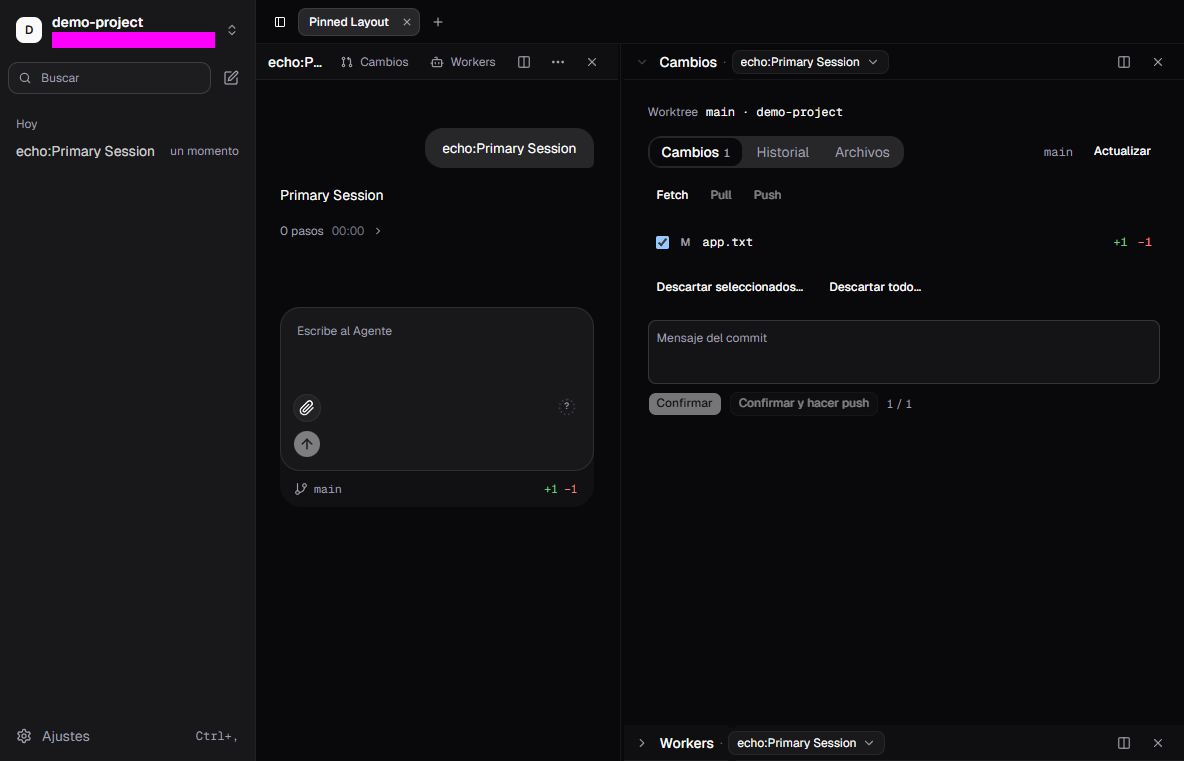 D
demo-project
Buscar
Hoy
echo:Primary Session un momento
Ajustes Ctrl+,
Pinned Layout
echo:P... Cambios Workers
echo:Primary Session
Primary Session
0 pasos 00:00
Escribe al Agente
?
main +1 -1
Cambios · echo:Primary Session
Worktree main · demo-project
Cambios 1 Historial Archivos main Actualizar
Fetch Pull Push
M app.txt +1 -1
Descartar seleccionados... Descartar todo...
Mensaje del commit
Confirmar Confirmar y hacer push 1 / 1
Workers · echo:Primary Session